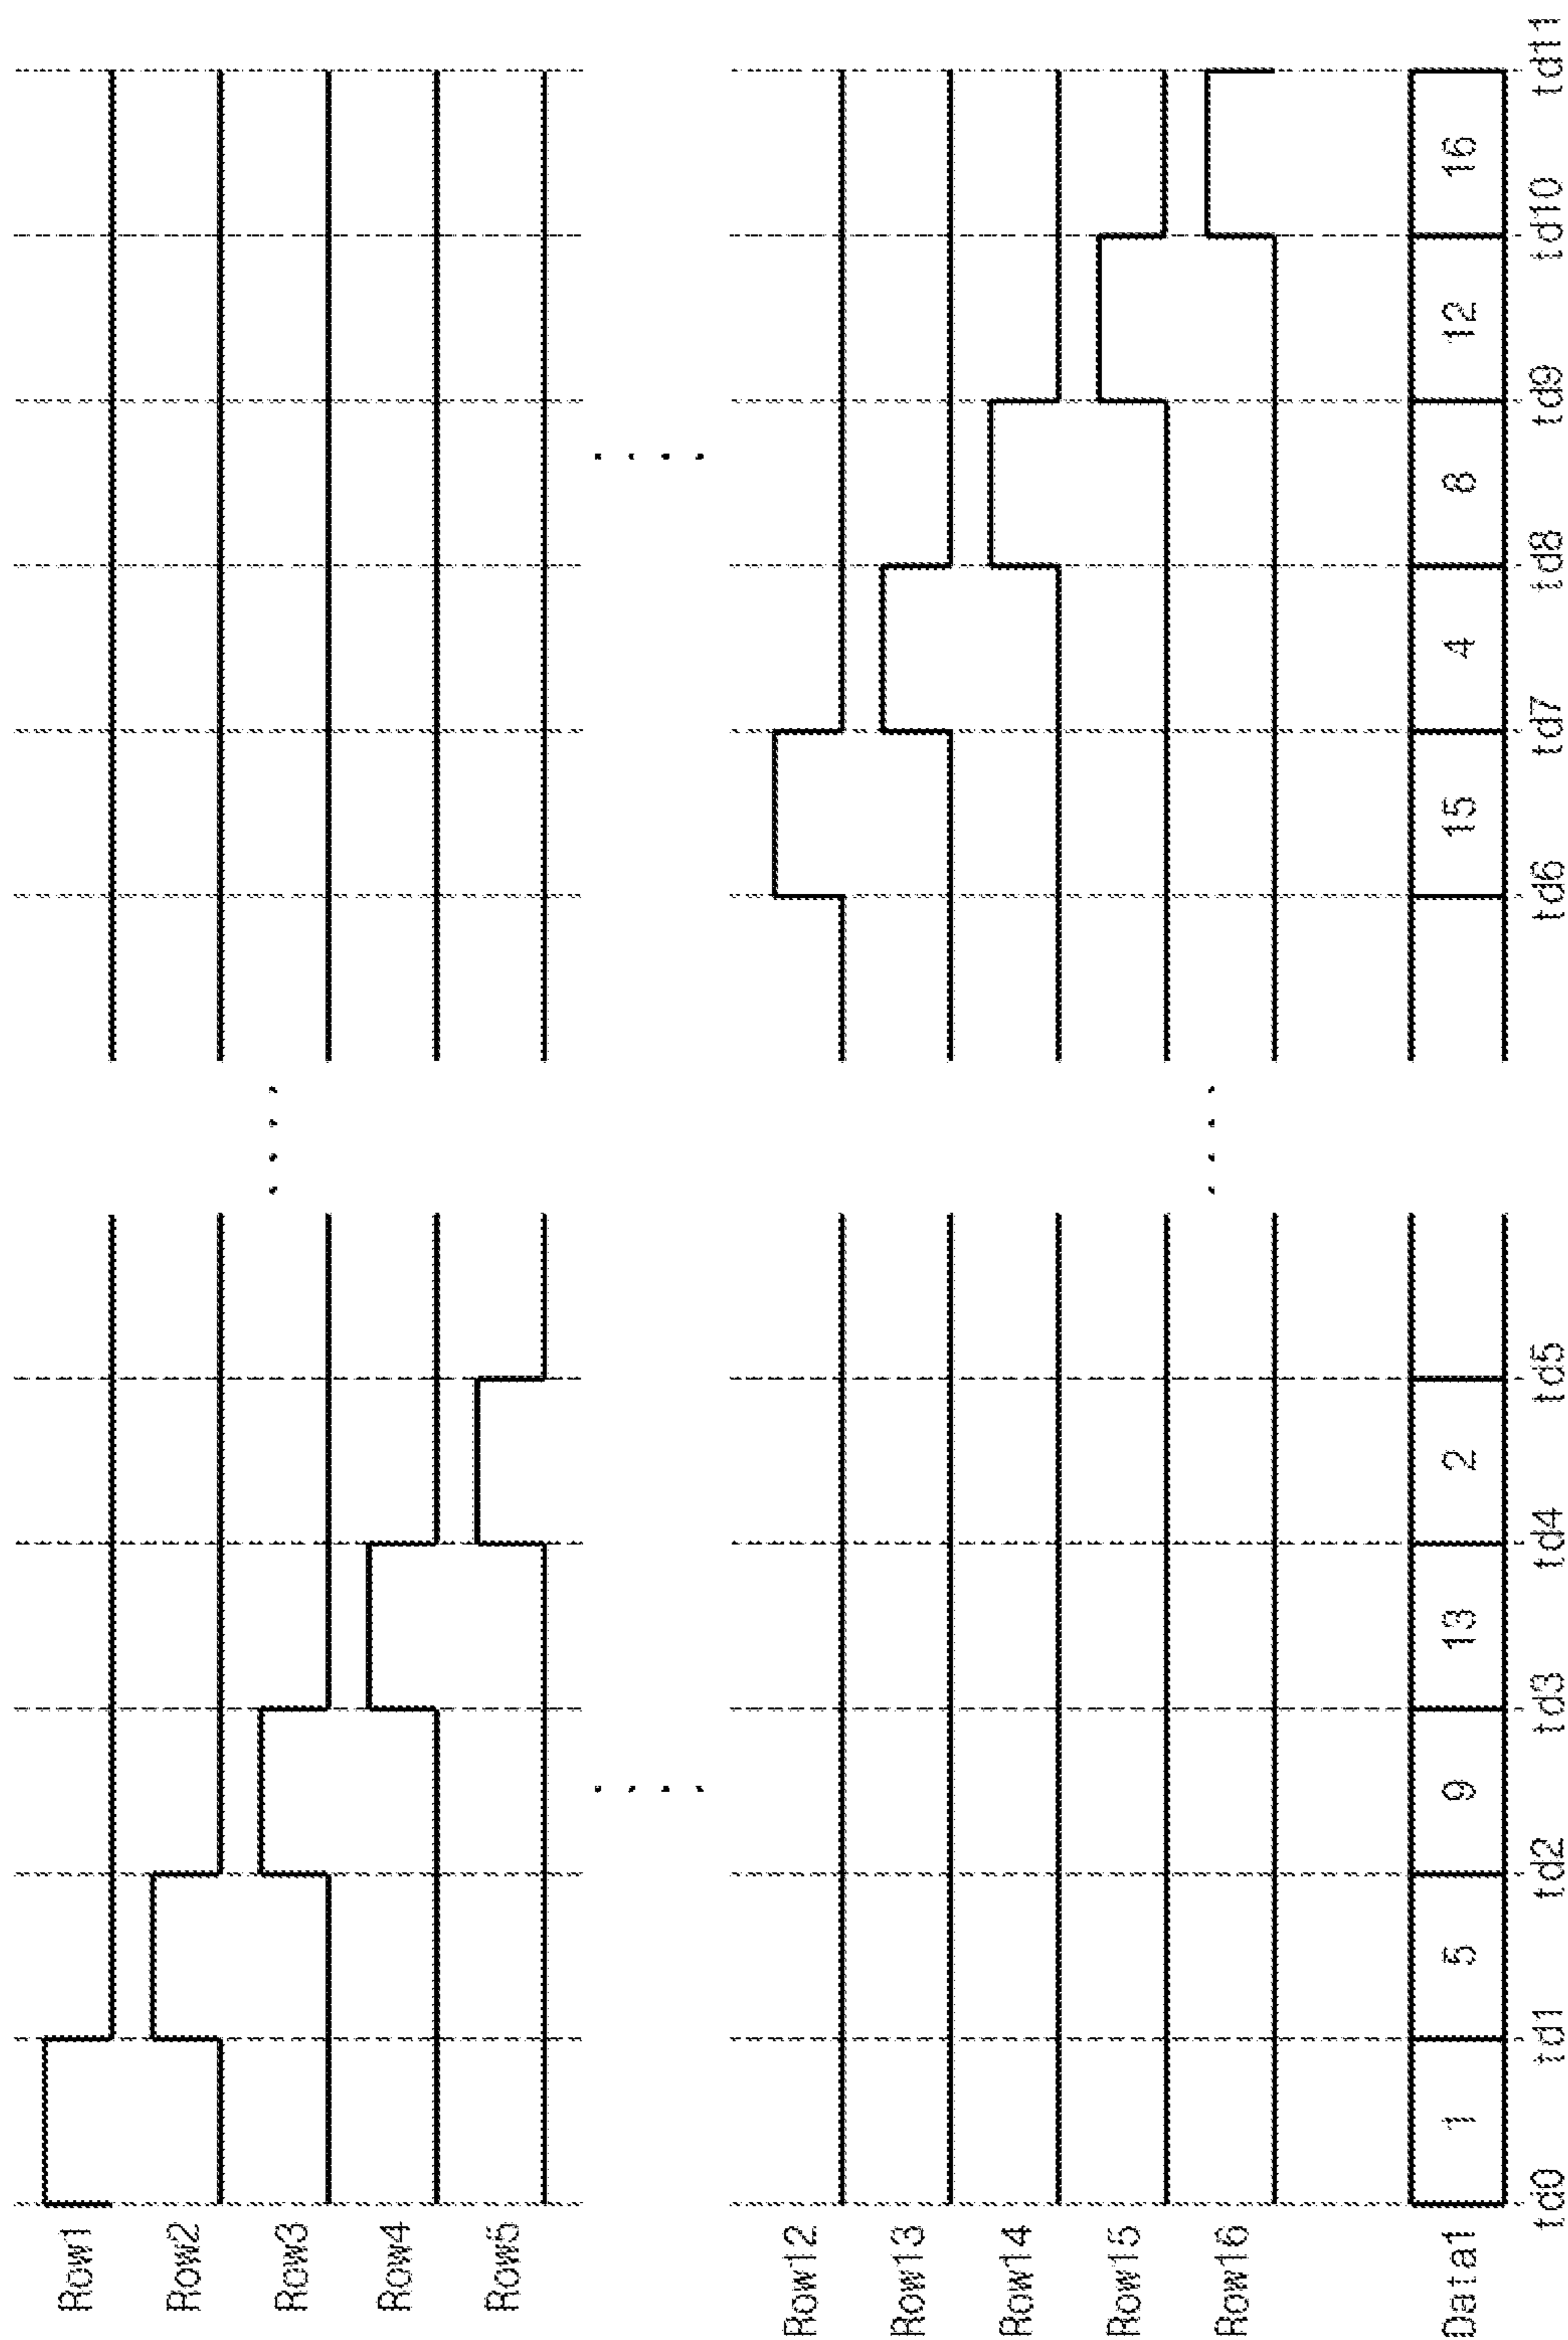 Row1
Row2
Row3
Row4
Row5
Row12
Row13
Row14
Row15
Row16
Data1 1 5 9 13 2 15 4 8 12 16
td0 td1 td2 td3 td4 td5 td6 td7 td8 td9 td10 td11